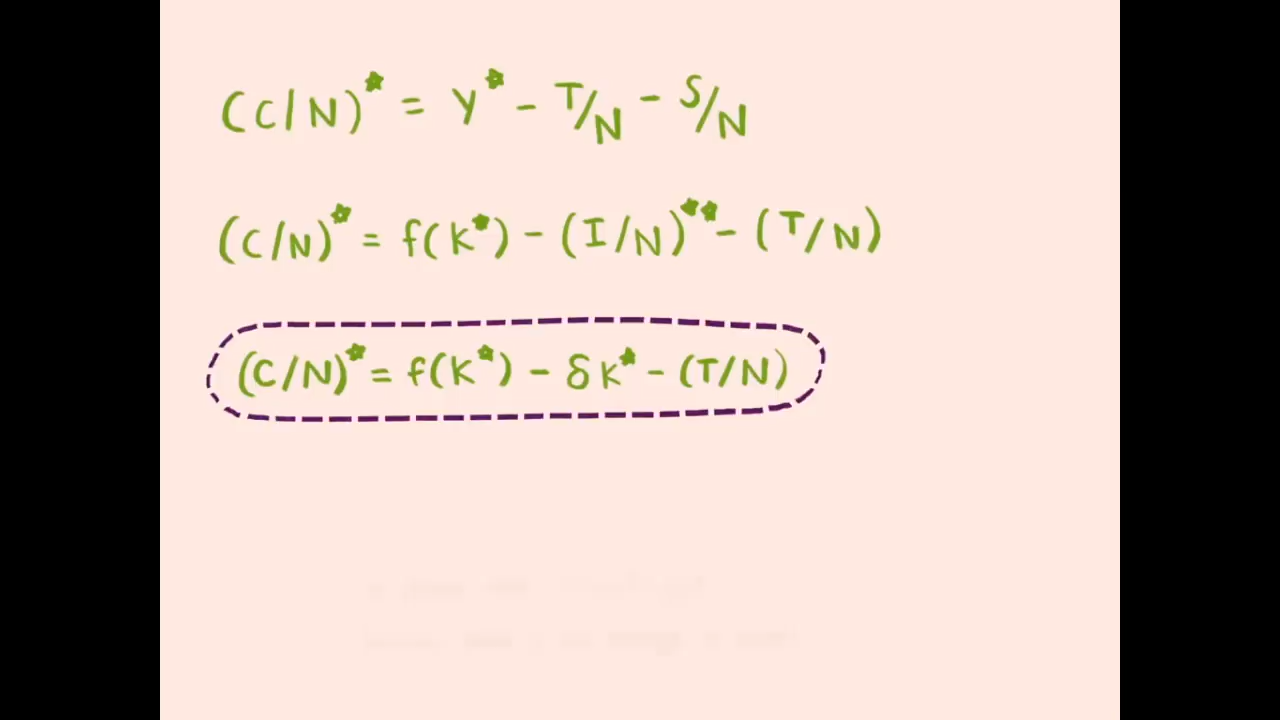 (C/N)* = Y* - T/N - S/N
(C/N)* = f(K*) - (I/N)** - (T/N)
(C/N)* = f(K*) - δK* - (T/N)